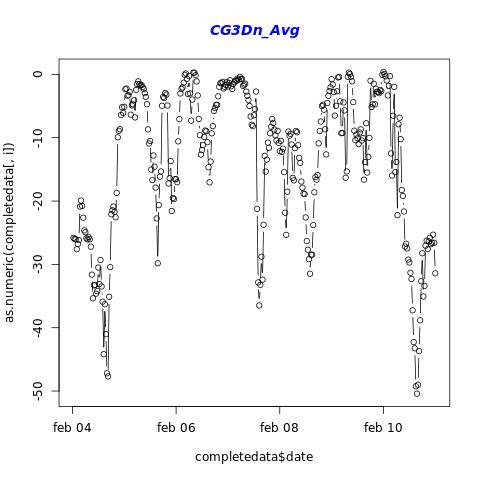 CG3Dn_Avg
as.numeric(completedata[, i])
0
-10
-20
-30
-40
-50
feb 04
feb 06
feb 08
feb 10
completedata$date